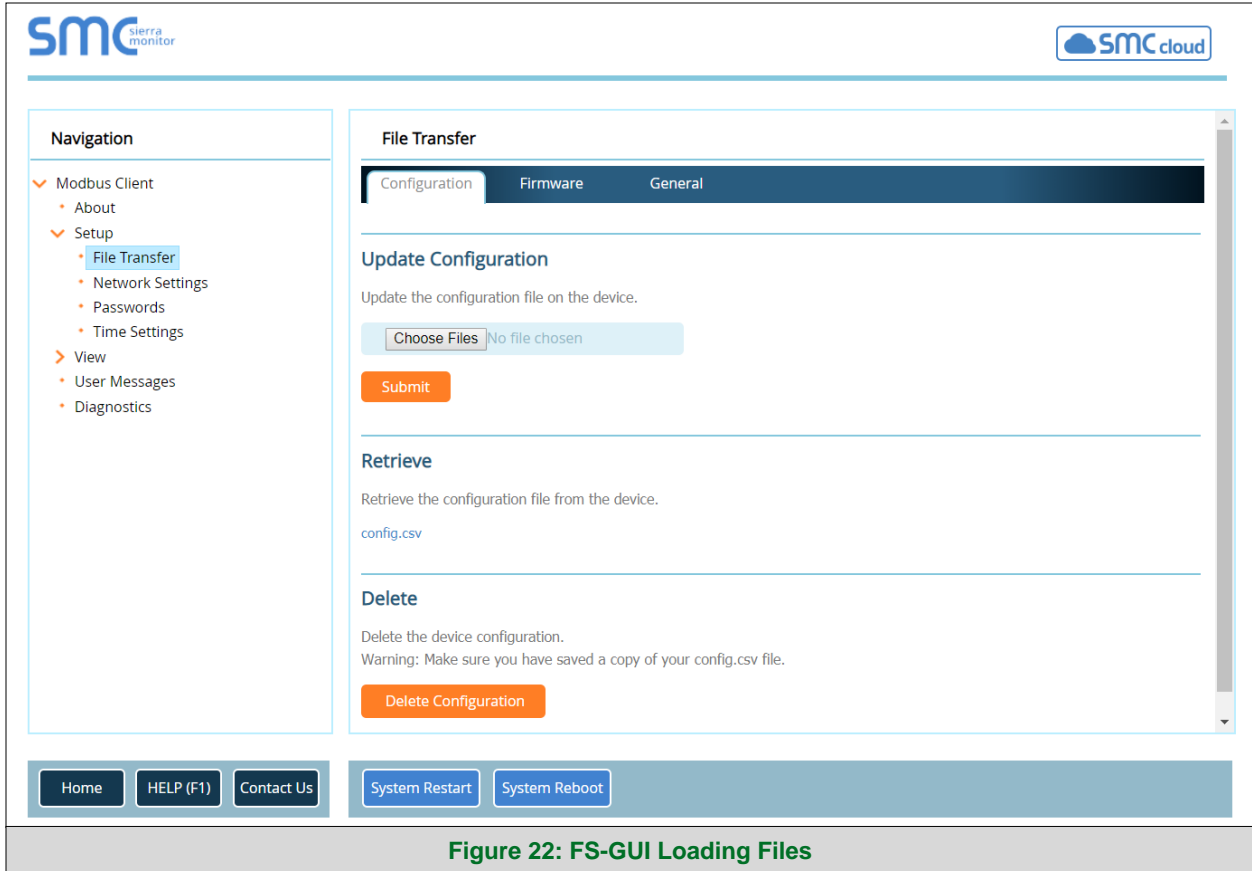 SMC sierra monitor
SMC cloud
Navigation
Modbus Client
About
Setup
File Transfer
Network Settings
Passwords
Time Settings
View
User Messages
Diagnostics
File Transfer
Configuration Firmware General
Update Configuration
Update the configuration file on the device.
Choose Files No file chosen
Submit
Retrieve
Retrieve the configuration file from the device.
config.csv
Delete
Delete the device configuration.
Warning: Make sure you have saved a copy of your config.csv file.
Delete Configuration
Home HELP (F1) Contact Us System Restart System Reboot
Figure 22: FS-GUI Loading Files